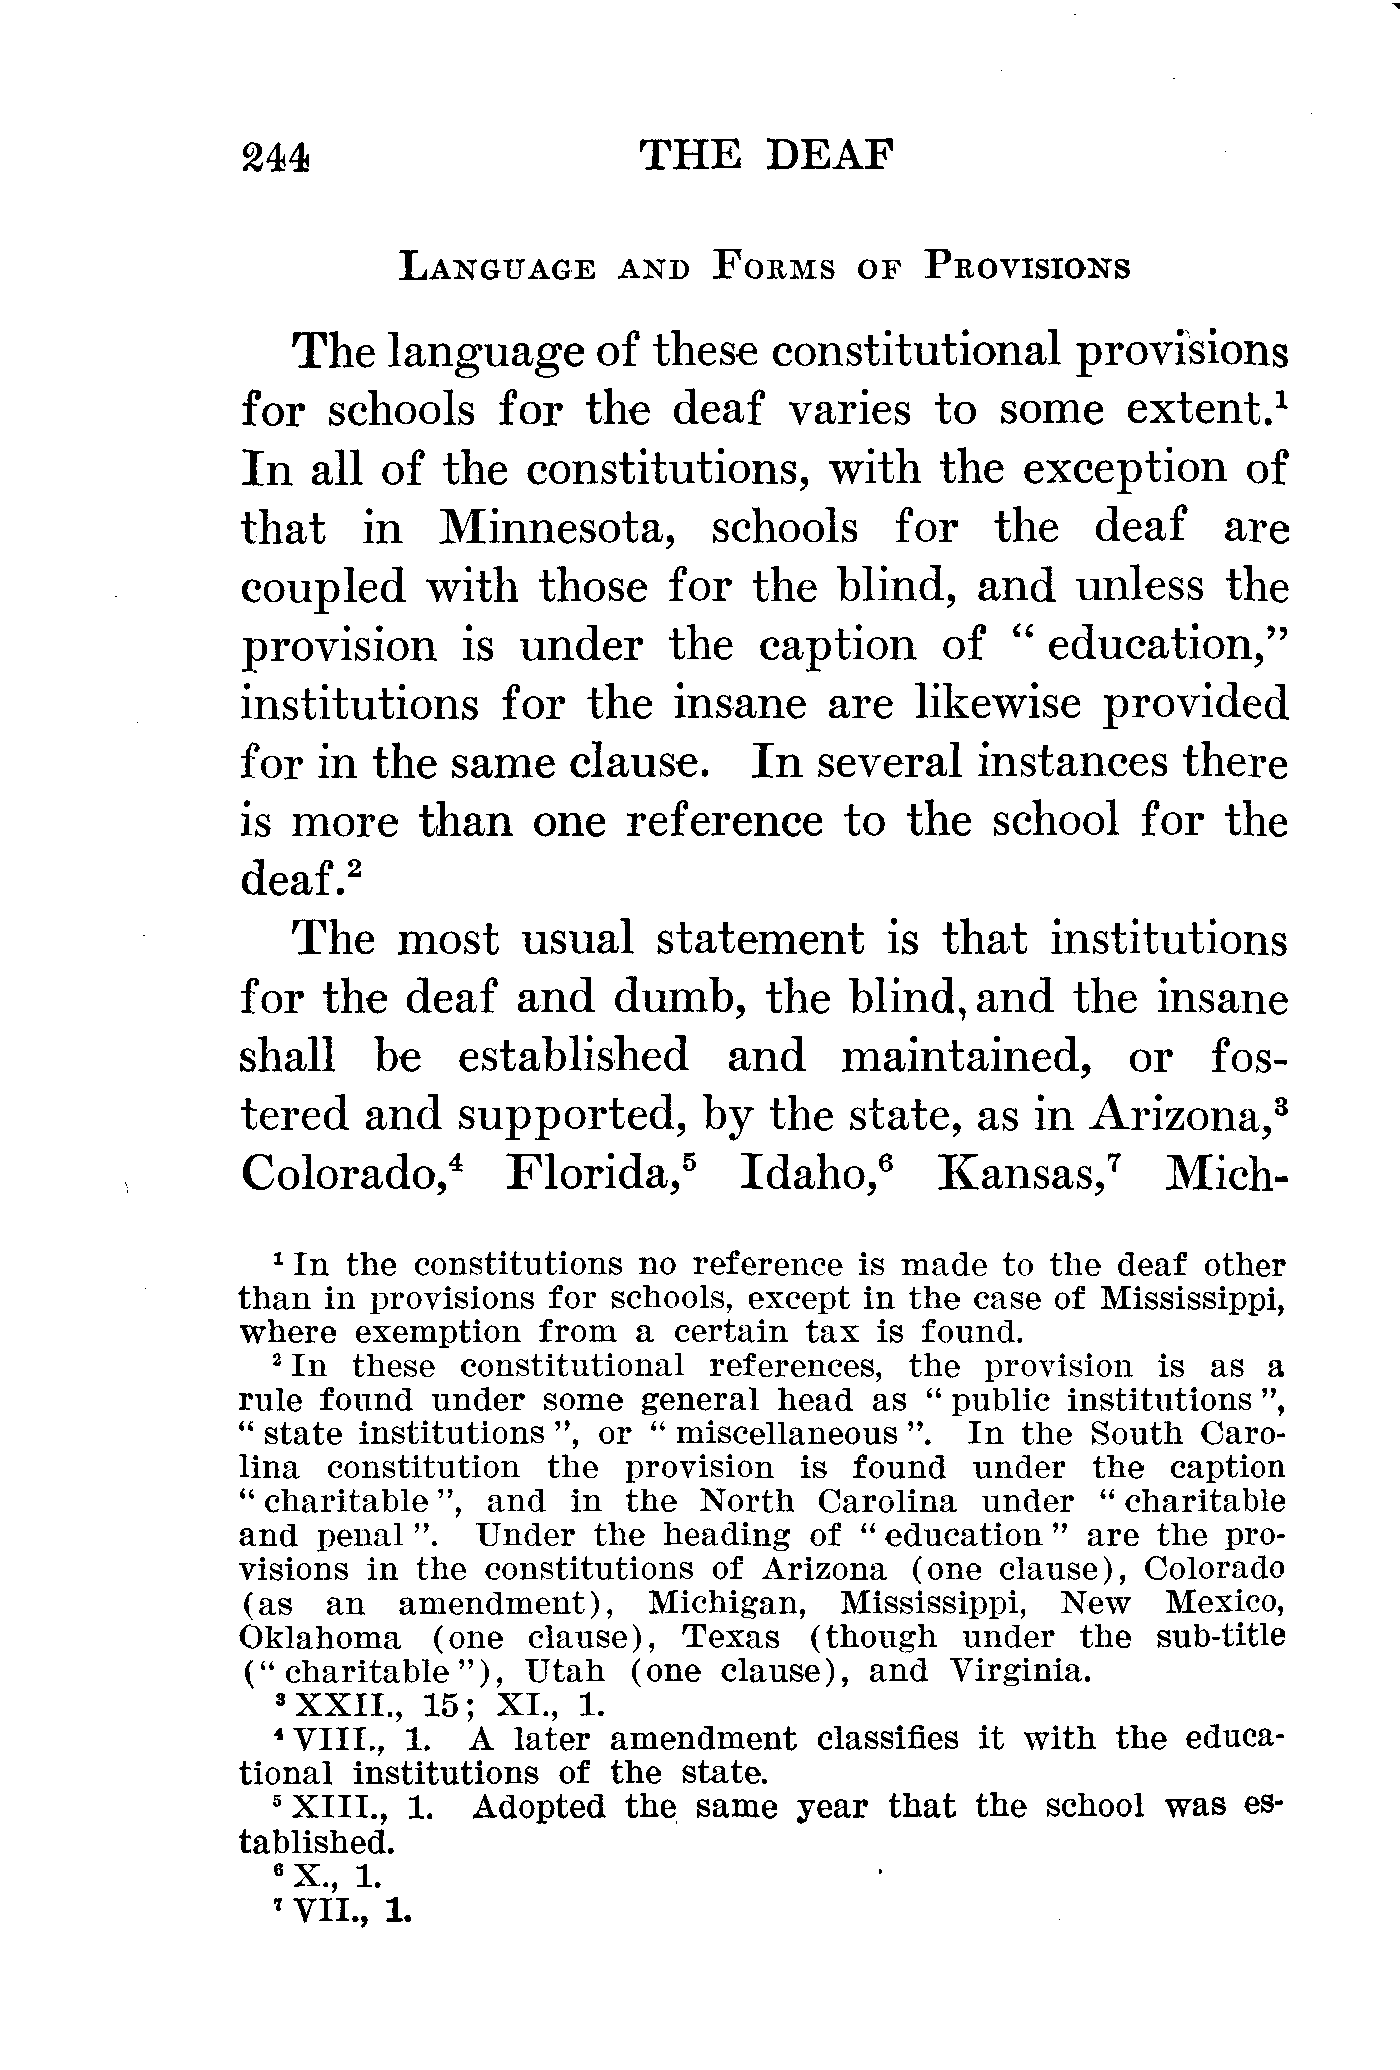 244 THE DEAF
Language and Forms of Provisions
The language of these constitutional provisions
for schools for the deaf varies to some extent.¹
In all of the constitutions, with the exception of
that in Minnesota, schools for the deaf are
coupled with those for the blind, and unless the
provision is under the caption of “ education,”
institutions for the insane are likewise provided
for in the same clause. In several instances there
is more than one reference to the school for the
deaf.²
The most usual statement is that institutions
for the deaf and dumb, the blind, and the insane
shall be established and maintained, or fos-
tered and supported, by the state, as in Arizona,³
Colorado,⁴ Florida,⁵ Idaho,⁶ Kansas,⁷ Mich-
¹ In the constitutions no reference is made to the deaf other
than in provisions for schools, except in the case of Mississippi,
where exemption from a certain tax is found.
² In these constitutional references, the provision is as a
rule found under some general head as “ public institutions ”,
“ state institutions ”, or “ miscellaneous ”. In the South Caro-
lina constitution the provision is found under the caption
“ charitable ”, and in the North Carolina under “ charitable
and penal ”. Under the heading of “ education ” are the pro-
visions in the constitutions of Arizona (one clause), Colorado
(as an amendment), Michigan, Mississippi, New Mexico,
Oklahoma (one clause), Texas (though under the sub-title
(“ charitable ”), Utah (one clause), and Virginia.
³ XXII., 15; XI., 1.
⁴ VIII., 1. A later amendment classifies it with the educa-
tional institutions of the state.
⁵ XIII., 1. Adopted the same year that the school was es-
tablished.
⁶ X., 1.
⁷ VII., 1.